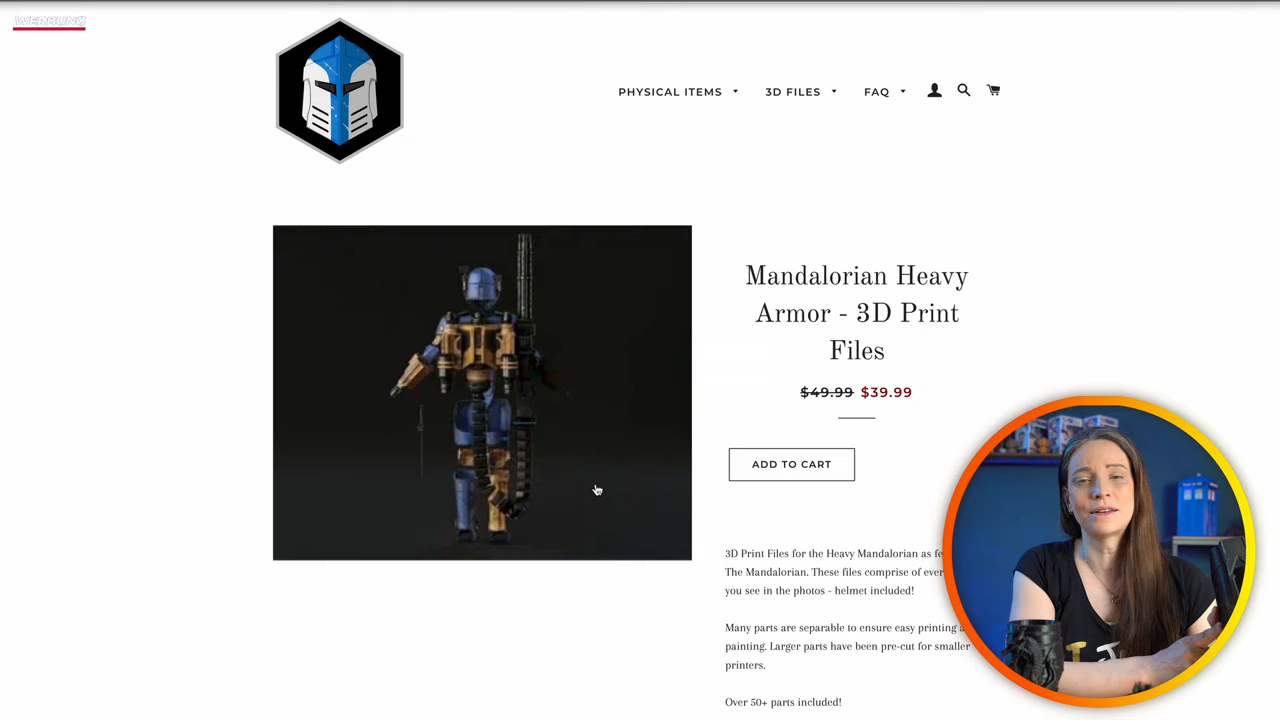 WERBUNG
PHYSICAL ITEMS
3D FILES
FAQ
Mandalorian Heavy
Armor - 3D Print
Files
$49.99 $39.99
ADD TO CART
3D Print Files for the Heavy Mandalorian as
The Mandalorian. These files comprise of
you see in the photos - helmet included!
Many parts are separable to ensure easy printing
painting. Larger parts have been pre-cut for smaller
printers.
Over 50+ parts included!